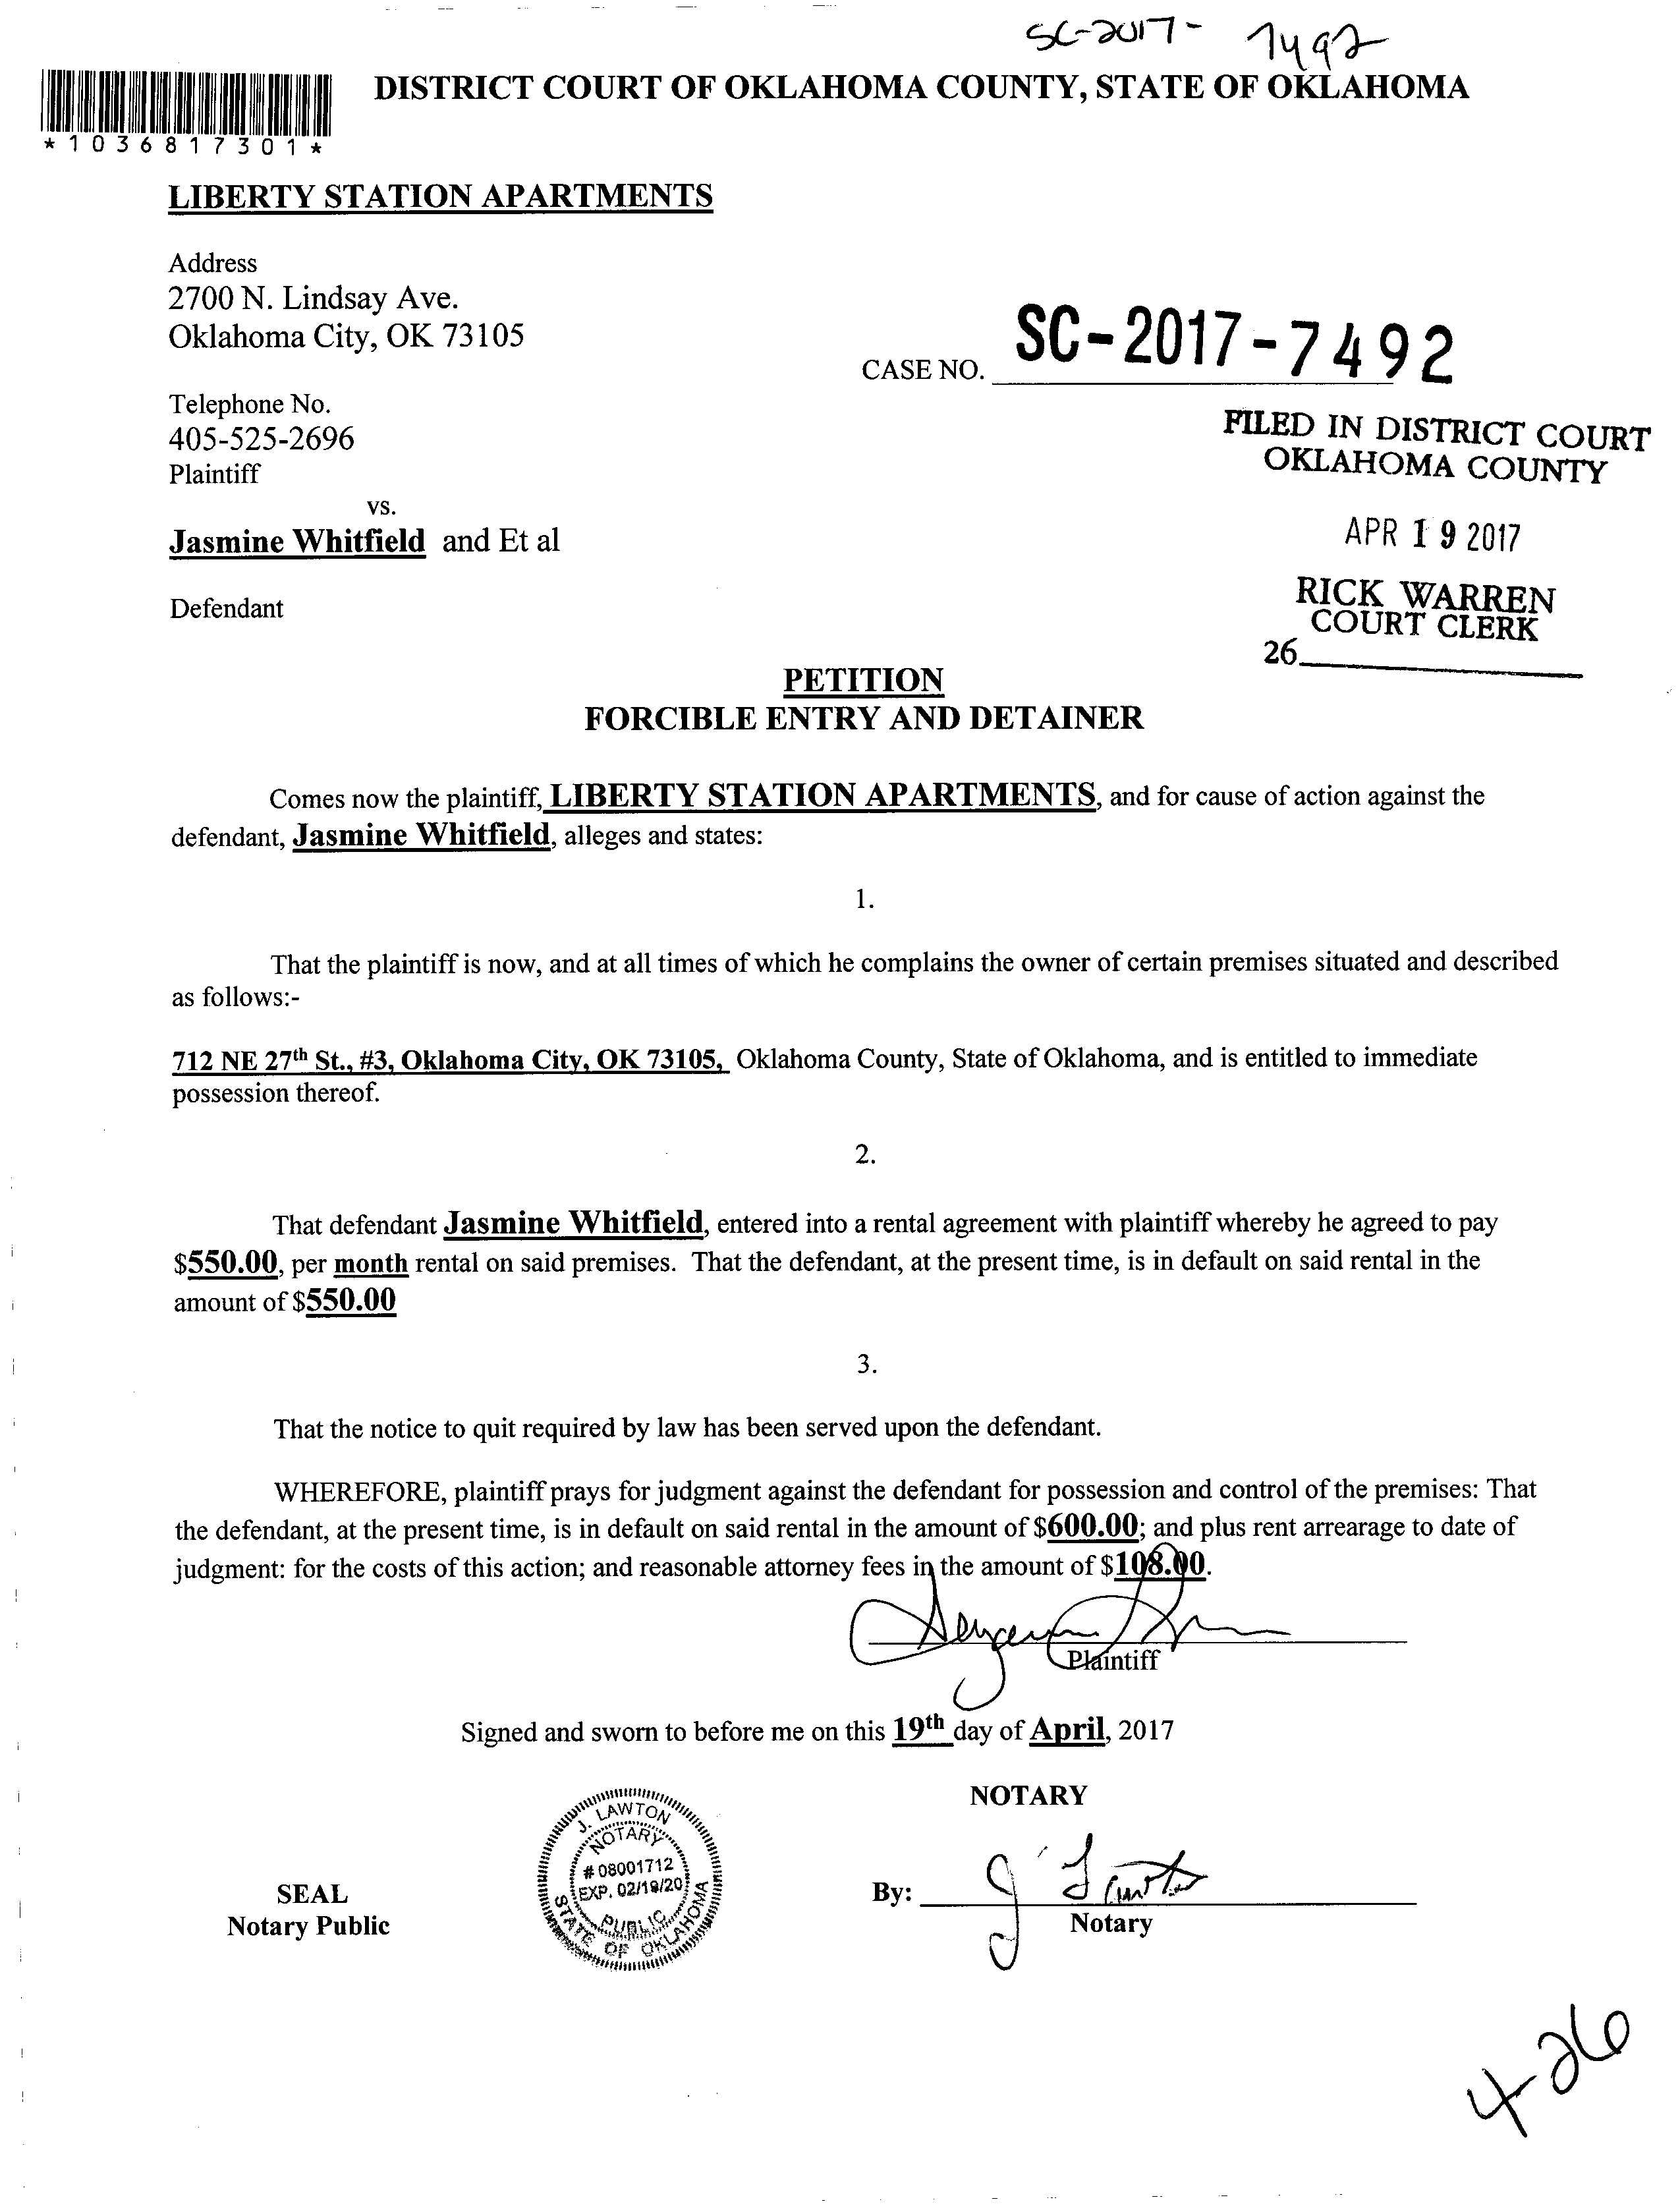 SC-2017-7492
DISTRICT COURT OF OKLAHOMA COUNTY, STATE OF OKLAHOMA
*1036817301*
LIBERTY STATION APARTMENTS
Address
2700 N. Lindsay Ave.
Oklahoma City, OK 73105
CASE NO. SC-2017-7492
Telephone No.
405-525-2696
Plaintiff
FILED IN DISTRICT COURT
OKLAHOMA COUNTY
vs.
Jasmine Whitfield and Et al
APR 19 2017
Defendant
RICK WARREN
COURT CLERK
26
PETITION
FORCIBLE ENTRY AND DETAINER
Comes now the plaintiff, LIBERTY STATION APARTMENTS, and for cause of action against the
defendant, Jasmine Whitfield, alleges and states:
1.
That the plaintiff is now, and at all times of which he complains the owner of certain premises situated and described
as follows:-
712 NE 27th St., #3, Oklahoma City, OK 73105, Oklahoma County, State of Oklahoma, and is entitled to immediate
possession thereof.
2.
That defendant Jasmine Whitfield, entered into a rental agreement with plaintiff whereby he agreed to pay
$550.00, per month rental on said premises. That the defendant, at the present time, is in default on said rental in the
amount of $550.00
3.
That the notice to quit required by law has been served upon the defendant.
WHEREFORE, plaintiff prays for judgment against the defendant for possession and control of the premises: That
the defendant, at the present time, is in default on said rental in the amount of $600.00; and plus rent arrearage to date of
judgment: for the costs of this action; and reasonable attorney fees in the amount of $108.00.
Plaintiff
Signed and sworn to before me on this 19th day of April, 2017
NOTARY
J. LAWTON
NOTARY
# 08001712
EXP. 02/19/20
PUBLIC
STATE OF OKLAHOMA
SEAL
Notary Public
By: J Lawton
Notary
4-26